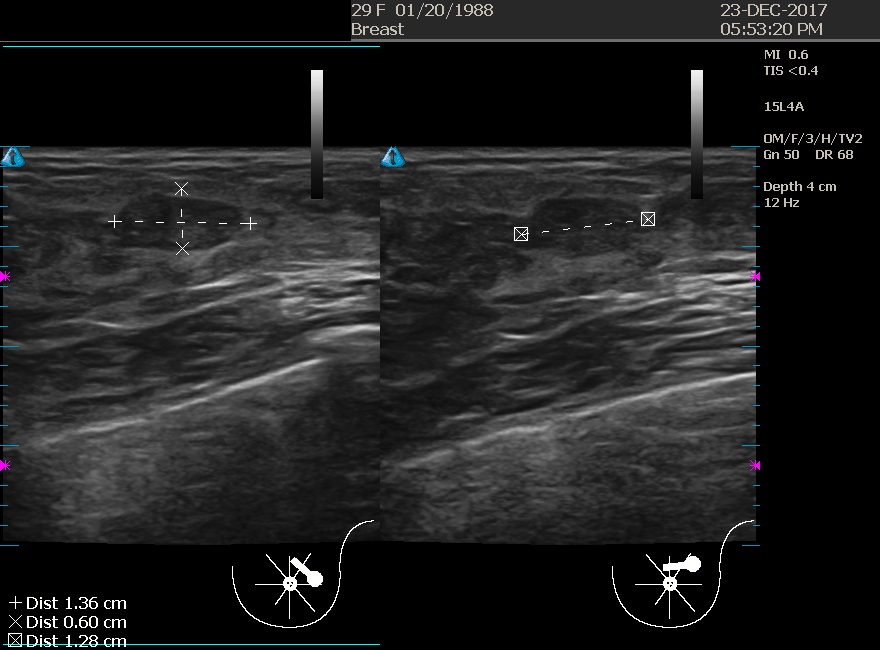 29 F 01/20/1988
23-DEC-2017
Breast
05:53:20 PM
MI 0.6
TIS <0.4
15L4A
OM/F/3/H/TV2
Gn 50 DR 68
Depth 4 cm
12 Hz
Dist 1.36 cm
Dist 0.60 cm
Dist 1.28 cm